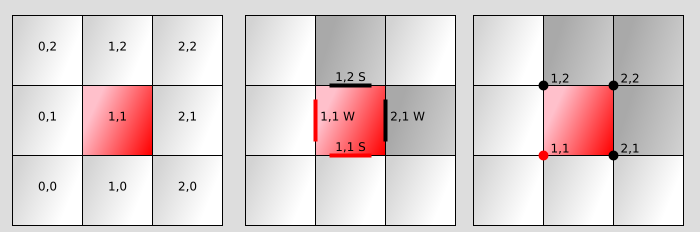 0,2 1,2 2,2
0,1 1,1 2,1
0,0 1,0 2,0
1,2 S
1,1 W 2,1 W
1,1 S
1,2 2,2
1,1 2,1